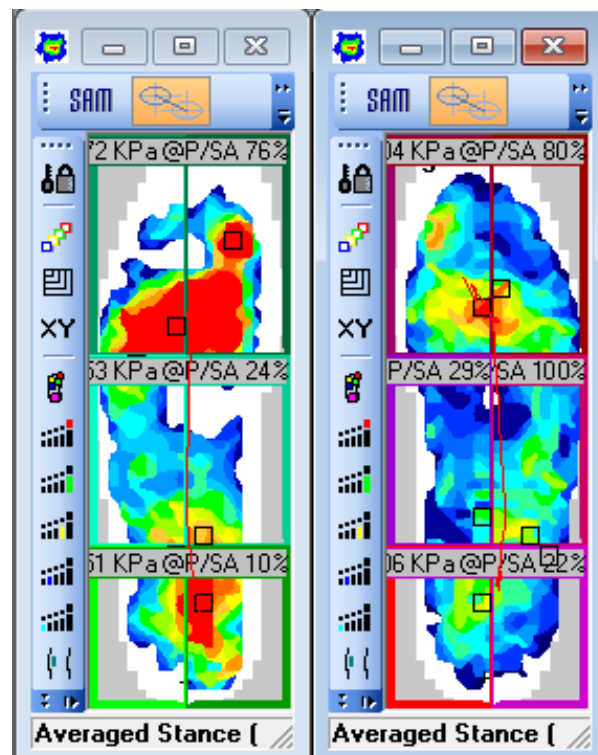 SAM
72 KPa @P/SA 76%
XY
53 KPa @P/SA 24%
51 KPa @P/SA 10%
Averaged Stance (
SAM
04 KPa @P/SA 80%
XY
P/SA 29% SA 100%
06 KPa @P/SA 22%
Averaged Stance (